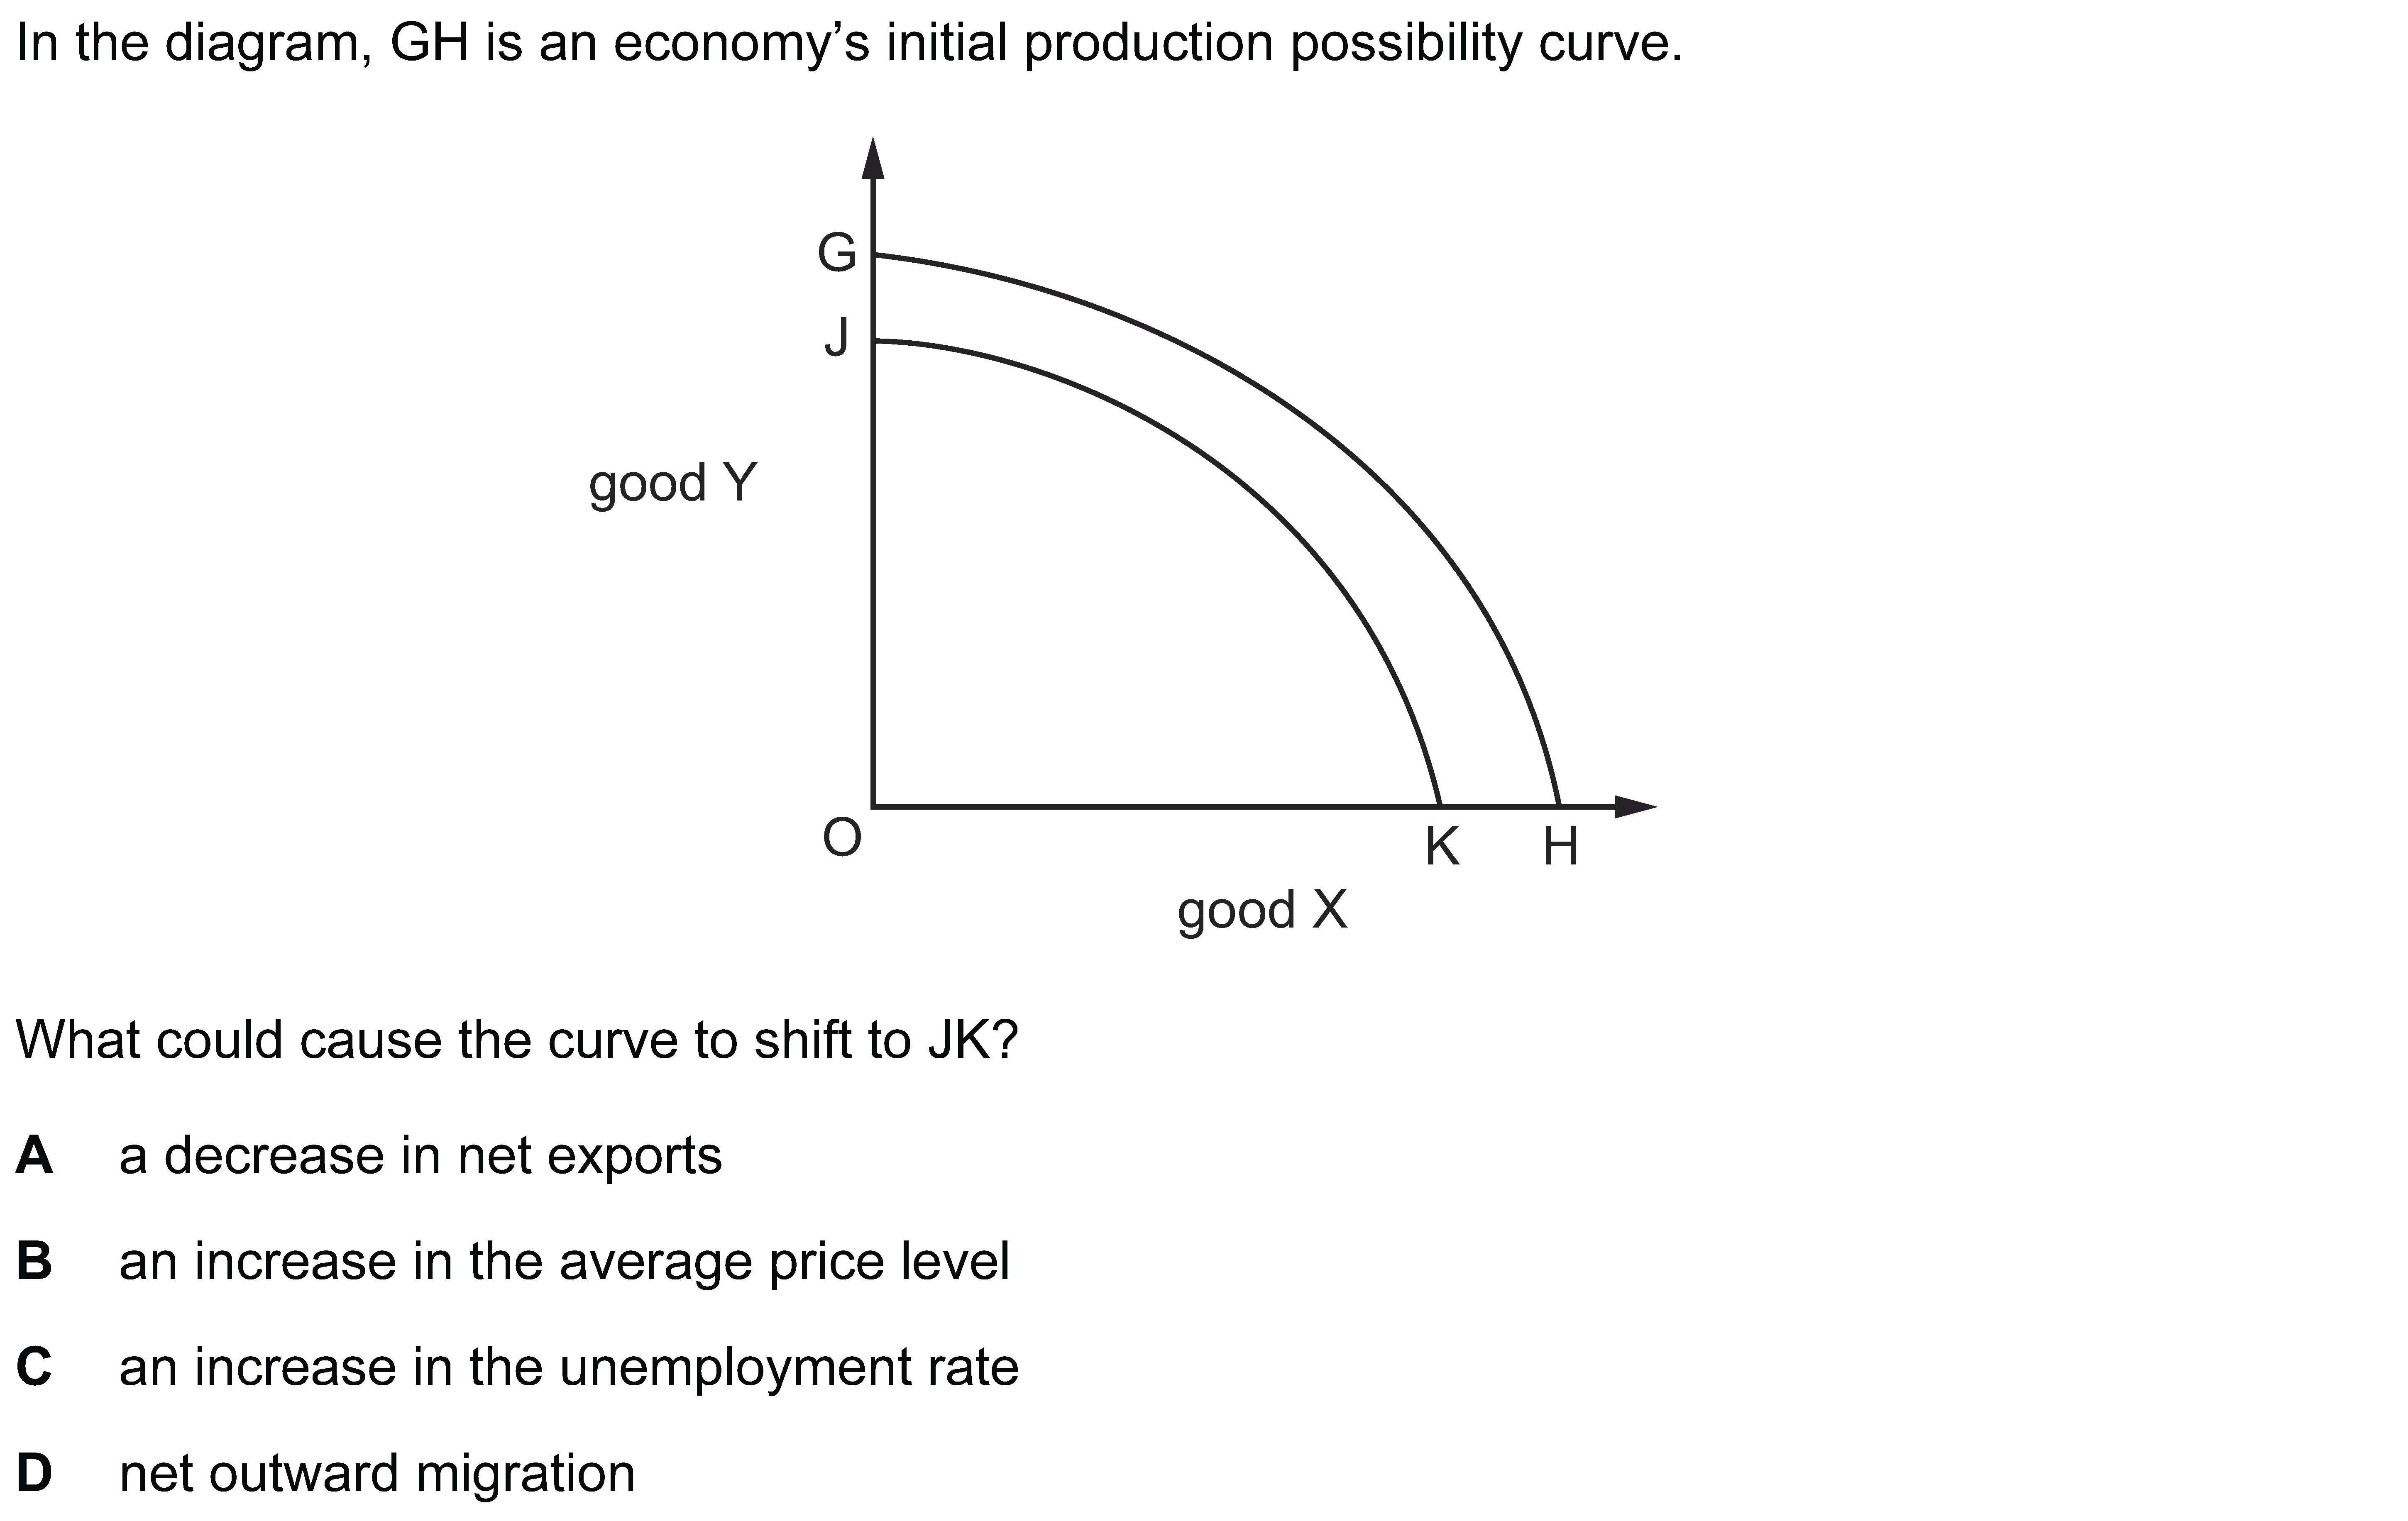 In the diagram, GH is an economy’s initial production possibility curve.
G
J
good Y
O
K H
good X
What could cause the curve to shift to JK?
A a decrease in net exports
B an increase in the average price level
C an increase in the unemployment rate
D net outward migration